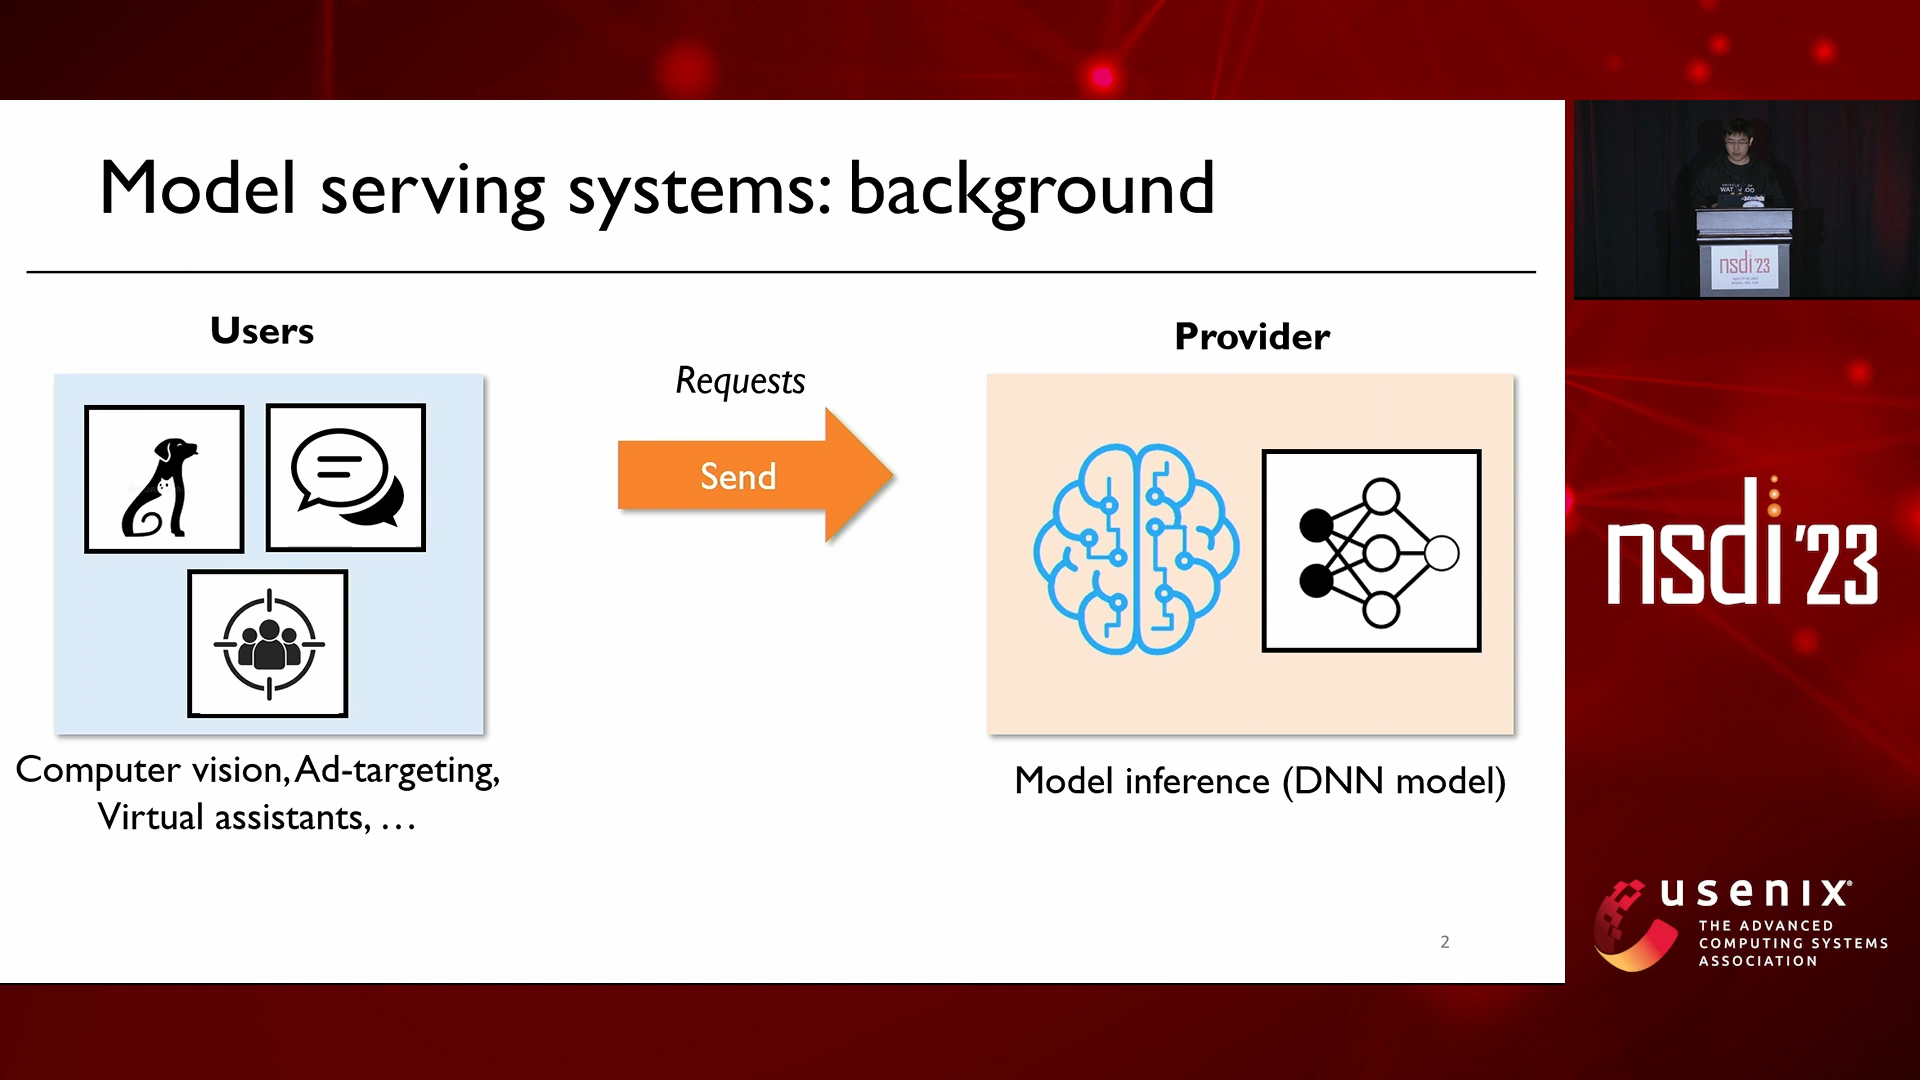 Model serving systems: background
Users
Provider
Requests
Send
Computer vision, Ad-targeting,
Virtual assistants, …
Model inference (DNN model)
2
nsdi '23
nsdi '23
usenix®
THE ADVANCED
COMPUTING SYSTEMS
ASSOCIATION